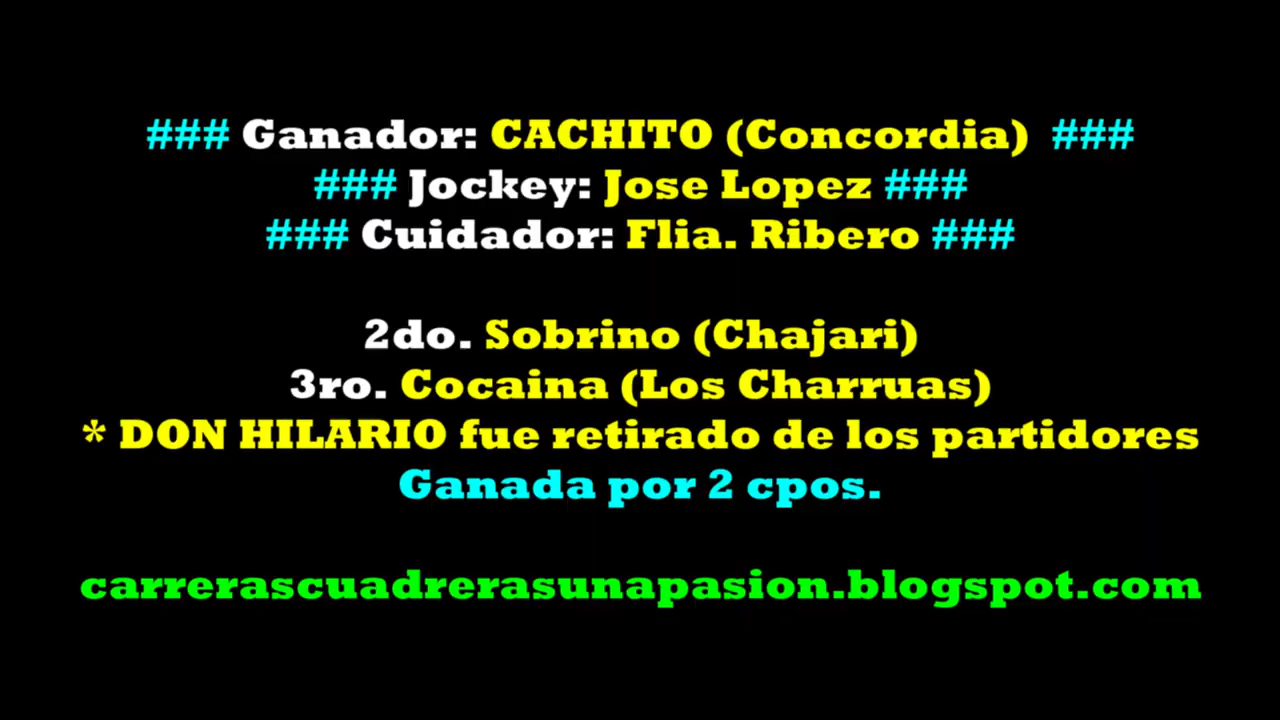 ### Ganador: CACHITO (Concordia) ###
### Jockey: Jose Lopez ###
### Cuidador: Flia. Ribero ###
2do. Sobrino (Chajari)
3ro. Cocaina (Los Charruas)
* DON HILARIO fue retirado de los partidores
Ganada por 2 cpos.
carrerascuadrerasunapasion.blogspot.com